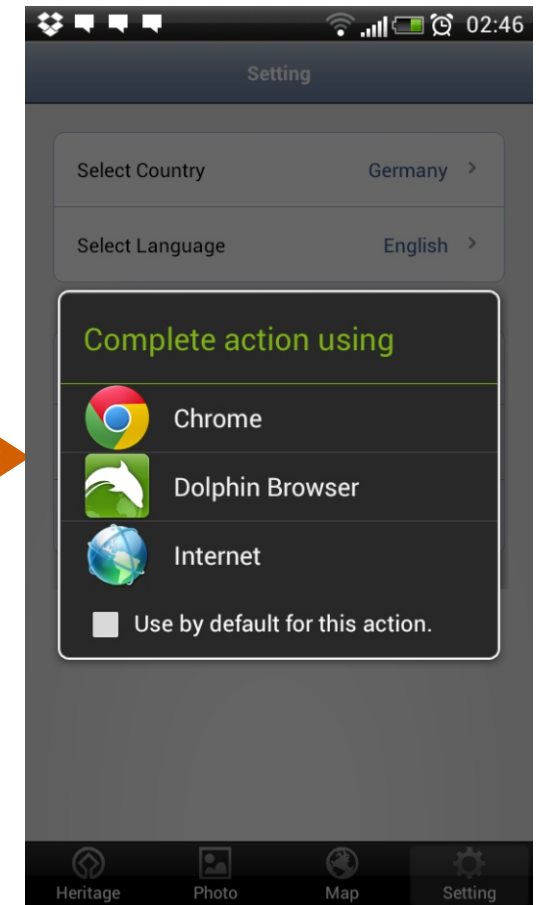 02:46
Setting
Select Country Germany >
Select Language English >
Complete action using
Chrome
Dolphin Browser
Internet
Use by default for this action.
Heritage Photo Map Setting